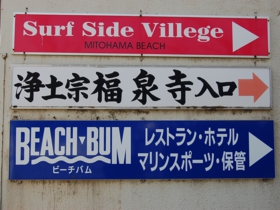 Surf Side Villege
MITOHAMA BEACH
浄土宗福泉寺入口
BEACH BUM
ビーチバム
レストラン・ホテル
マリンスポーツ・保管